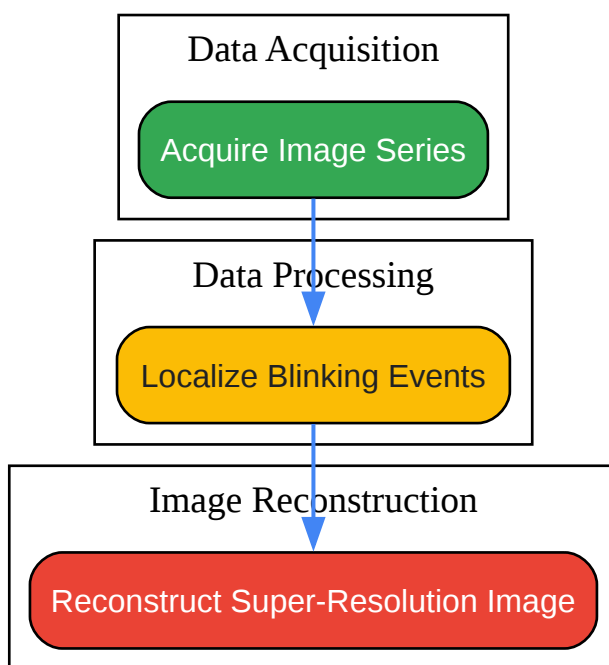 Data Acquisition
Acquire Image Series
Data Processing
Localize Blinking Events
Image Reconstruction
Reconstruct Super-Resolution Image